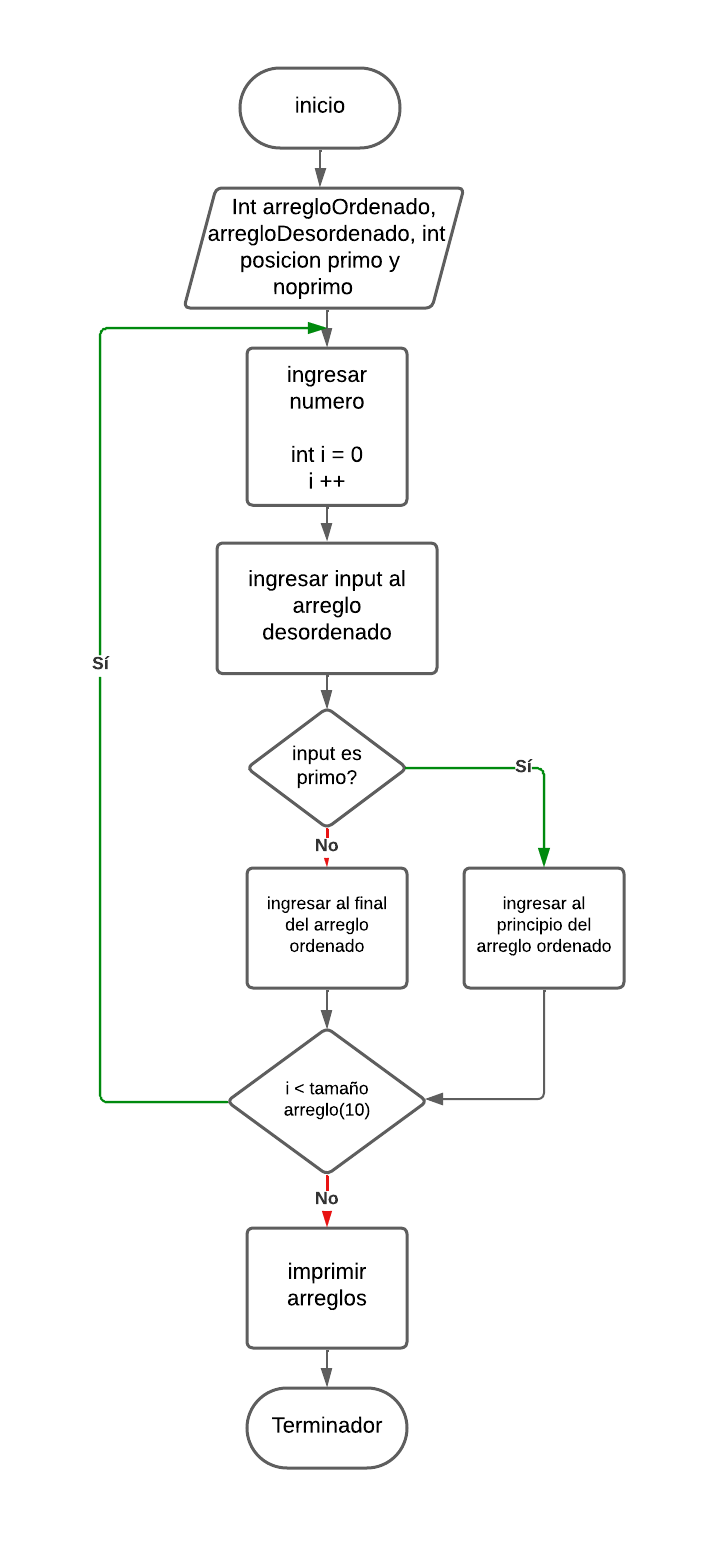 inicio
Int arregloOrdenado,
arregloDesordenado, int
posicion primo y
noprimo
ingresar
numero
int i = 0
i ++
ingresar input al
arreglo
desordenado
Sí
input es
primo?
Sí
No
ingresar al final
del arreglo
ordenado
ingresar al
principio del
arreglo ordenado
i < tamaño
arreglo(10)
No
imprimir
arreglos
Terminador